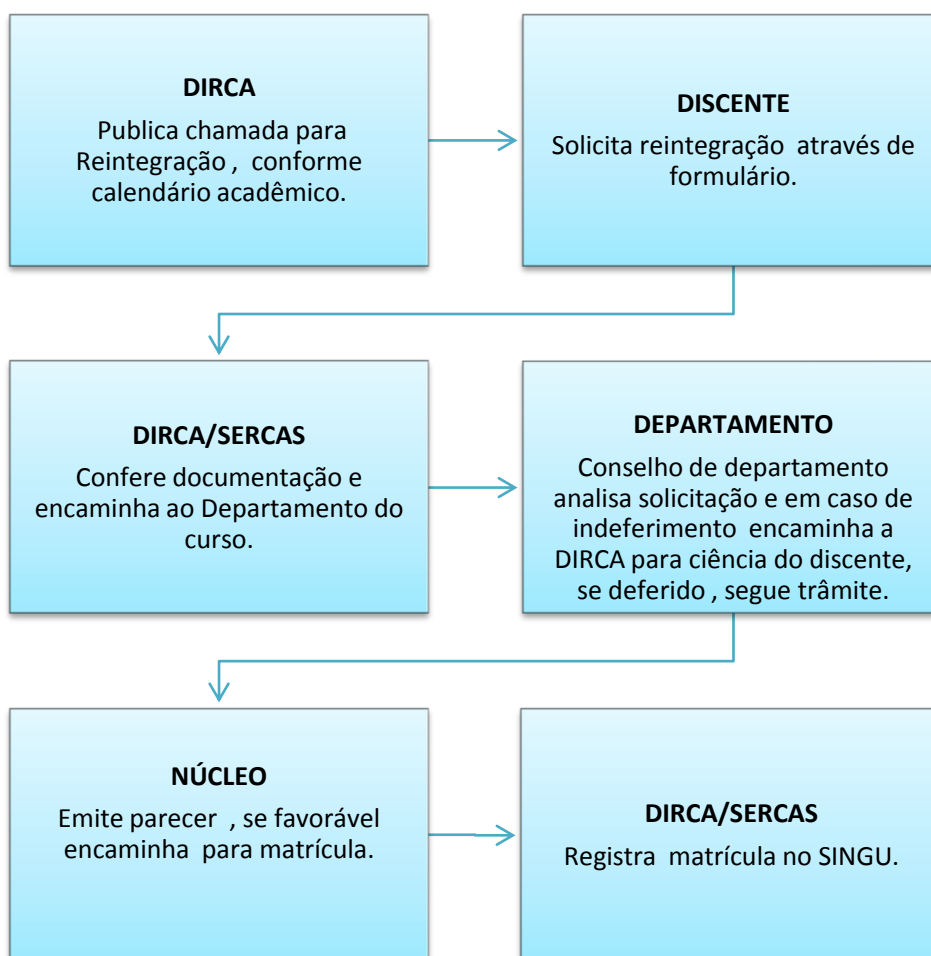 DIRCA
Publica chamada para
Reintegração , conforme
calendário acadêmico.
DISCENTE
Solicita reintegração através de
formulário.
DIRCA/SERCAS
Confere documentação e
encaminha ao Departamento do
curso.
DEPARTAMENTO
Conselho de departamento
analisa solicitação e em caso de
indeferimento encaminha a
DIRCA para ciência do discente,
se deferido , segue trâmite.
NÚCLEO
Emite parecer , se favorável
encaminha para matrícula.
DIRCA/SERCAS
Registra matrícula no SINGU.